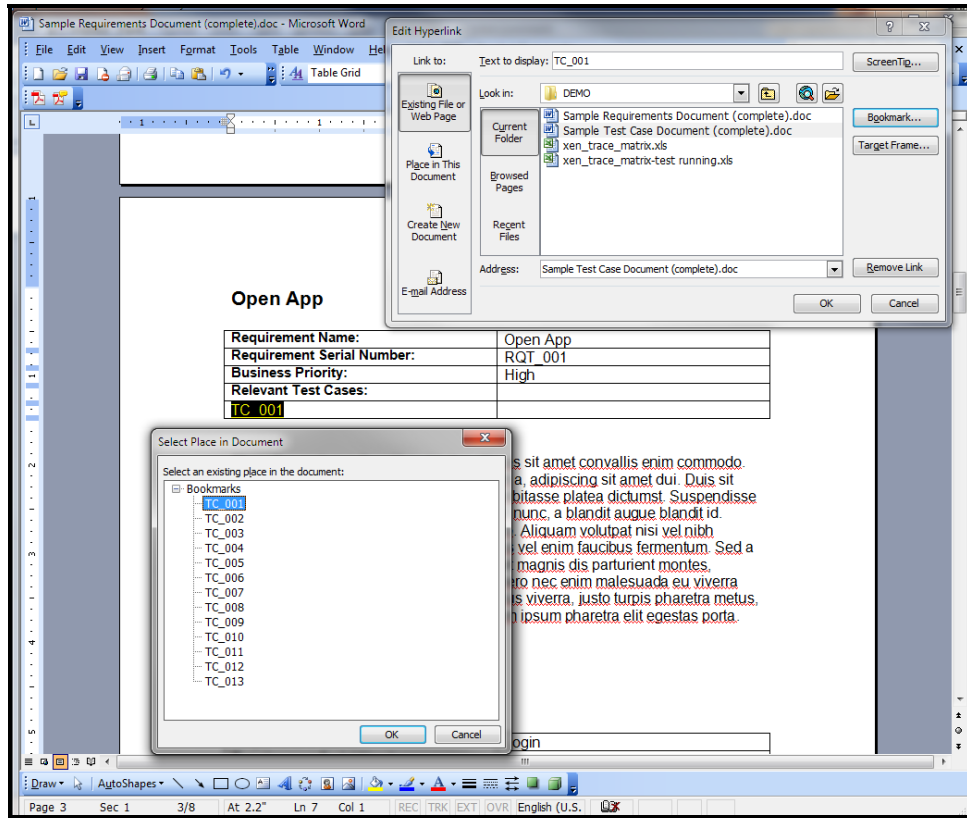 Sample Requirements Document (complete).doc - Microsoft Word
File Edit View Insert Format Tools Table Window Hel
Table Grid
Edit Hyperlink
Link to:
Text to display: TC_001
ScreenTip...
Existing File or
Web Page
Place in This
Document
Create New
Document
E-mail Address
Look in: DEMO
Current
Folder
Browsed
Pages
Recent
Files
Sample Requirements Document (complete).doc
Sample Test Case Document (complete).doc
xen_trace_matrix.xls
xen_trace_matrix-test running.xls
Bookmark...
Target Frame...
Address: Sample Test Case Document (complete).doc
Remove Link
OK Cancel
Open App
Requirement Name: Open App
Requirement Serial Number: RQT_001
Business Priority: High
Relevant Test Cases:
TC_001
Select Place in Document
Select an existing place in the document:
Bookmarks
TC_001
TC_002
TC_003
TC_004
TC_005
TC_006
TC_007
TC_008
TC_009
TC_010
TC_011
TC_012
TC_013
OK Cancel
s sit amet convallis enim commodo.
a, adipiscing sit amet dui. Duis sit
bitasse platea dictumst. Suspendisse
nunc, a blandit augue blandit id.
. Aliquam volutpat nisi vel nibh
vel enim faucibus fermentum. Sed a
magnis dis parturient montes,
ero nec enim malesuada eu viverra
s viverra, justo turpis pharetra metus,
ipsum pharetra elit egestas porta.
ogin
Draw AutoShapes
Page 3 Sec 1 3/8 At 2.2" Ln 7 Col 1 REC TRK EXT OVR English (U.S.